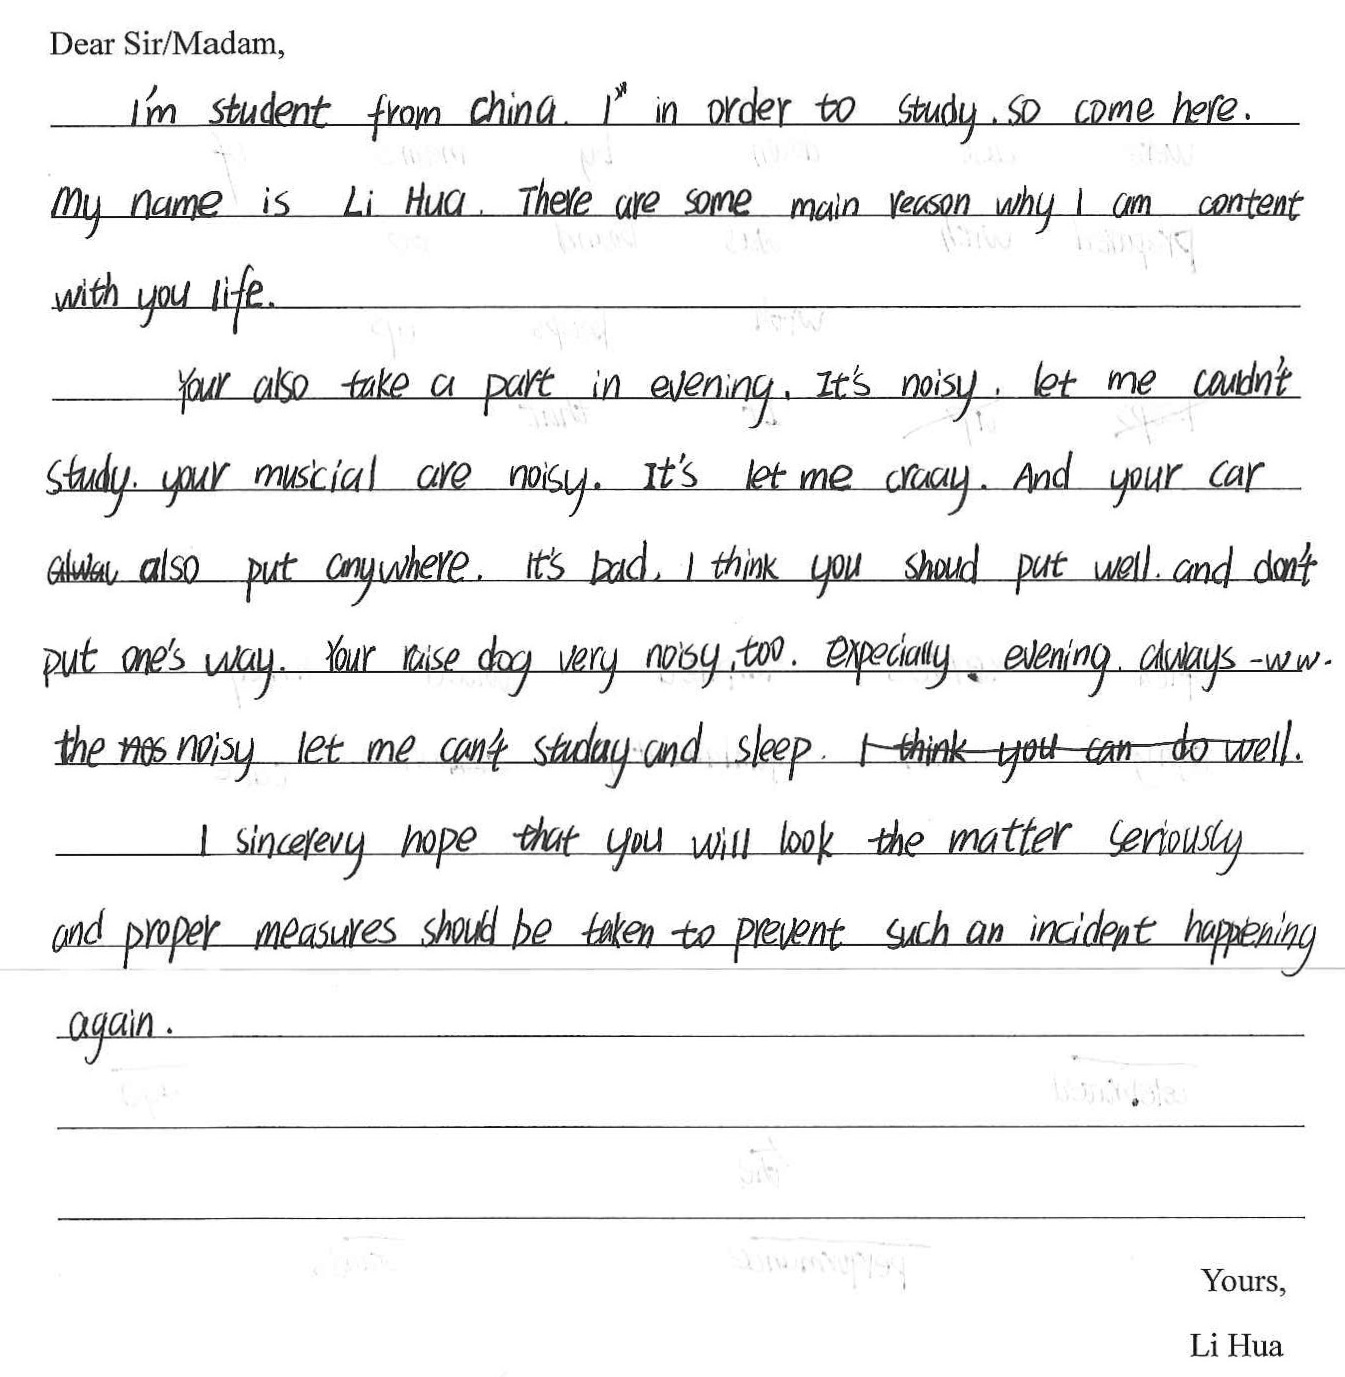 Dear Sir/Madam,
I'm student from China. I'm in order to study. so come here.
My name is Li Hua. There are some main reason why I am content
with you life.
Your also take a part in evening. It's noisy. let me coudn't
study. your muscial are noisy. It's let me craay. And your car
also put anywhere. It's bad. I think you shoud put well. and don't
put one's way. Your raise dog very noisy, too. expecially. evening. always -ww.
the noisy let me can't studay and sleep. I think you can do well.
I sincerevy hope that you will look the matter seriously
and proper measures should be taken to prevent such an incident happening
again.
Yours,
Li Hua